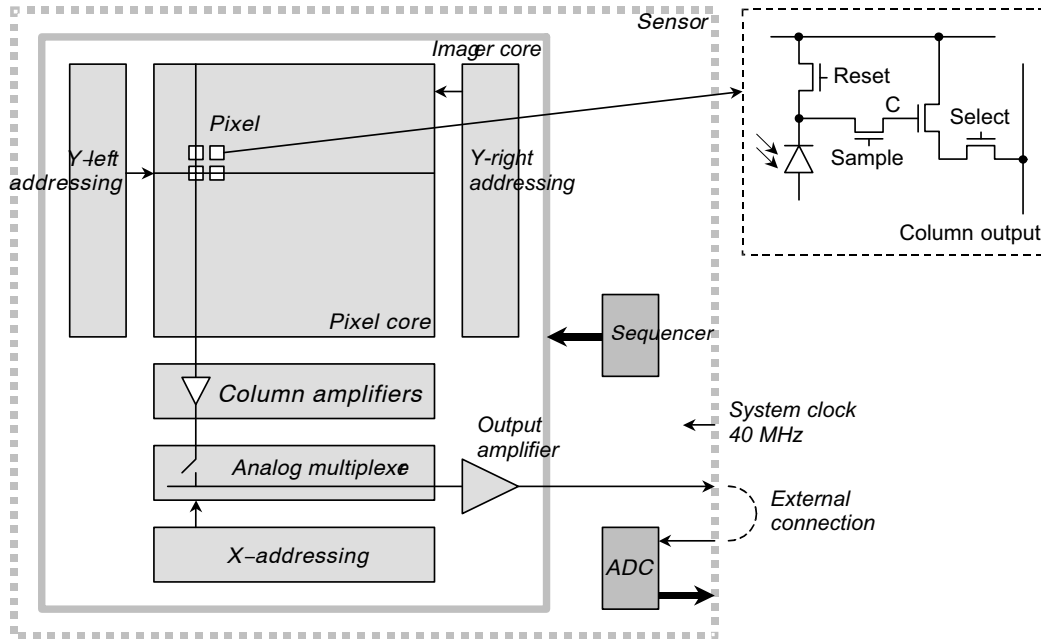 Sensor
Imager core
Reset
C
Select
Sample
Column output
Pixel
Y-left
addressing
Y-right
addressing
Pixel core
Sequencer
Column amplifiers
System clock
40 MHz
Output
amplifier
Analog multiplexer
External
connection
X-addressing
ADC